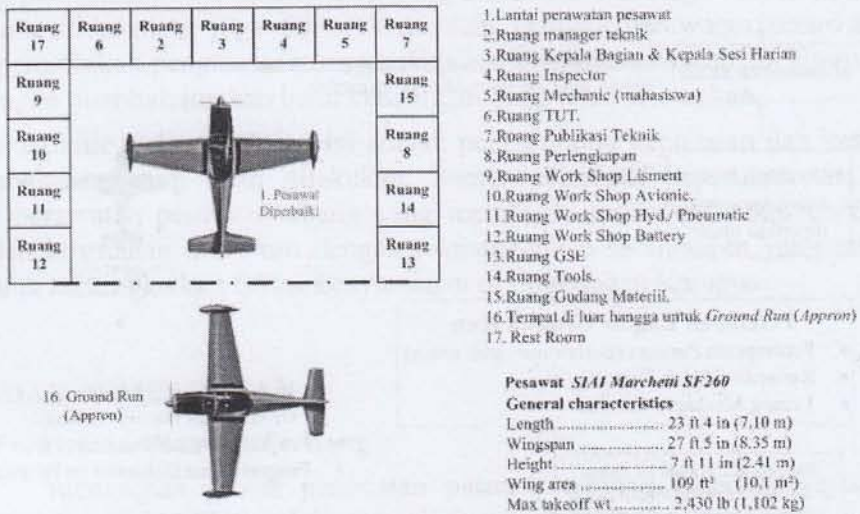 Ruang 17
Ruang 6
Ruang 2
Ruang 3
Ruang 4
Ruang 5
Ruang 7
Ruang 9
Ruang 15
Ruang 10
Ruang 8
Ruang 11
1. Pesawat
Diperbaiki
Ruang 14
Ruang 12
Ruang 13
16. Ground Run
(Appron)
1. Lantai perawatan pesawat
2. Ruang manager teknik
3. Ruang Kepala Bagian & Kepala Sesi Harian
4. Ruang Inspector
5. Ruang Mechanic (mahasiswa)
6. Ruang TUT.
7. Ruang Publikasi Teknik
8. Ruang Perlengkapan
9. Ruang Work Shop Lisment
10. Ruang Work Shop Avionic.
11. Ruang Work Shop Hyd./ Pneumatic
12. Ruang Work Shop Battery
13. Ruang GSE
14. Ruang Tools.
15. Ruang Gudang Materiil.
16. Tempat di luar hangga untuk Ground Run (Appron)
17. Rest Room
Pesawat SIAI Marchetti SF260
General characteristics
Length .................... 23 ft 4 in (7.10 m)
Wingspan ................ 27 ft 5 in (8.35 m)
Height .................... 7 ft 11 in (2.41 m)
Wing area ............... 109 ft² (10.1 m²)
Max takeoff wt ............ 2,430 lb (1,102 kg)